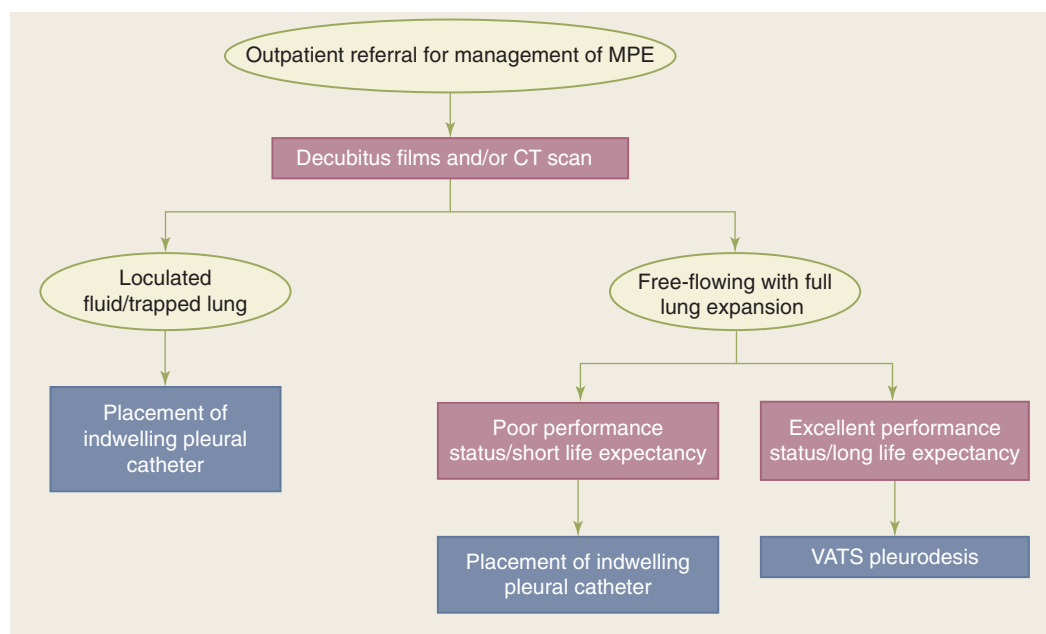 Outpatient referral for management of MPE
Decubitus films and/or CT scan
Loculated
fluid/trapped lung
Free-flowing with full
lung expansion
Placement of
indwelling pleural
catheter
Poor performance
status/short life expectancy
Excellent performance
status/long life expectancy
Placement of indwelling
pleural catheter
VATS pleurodesis